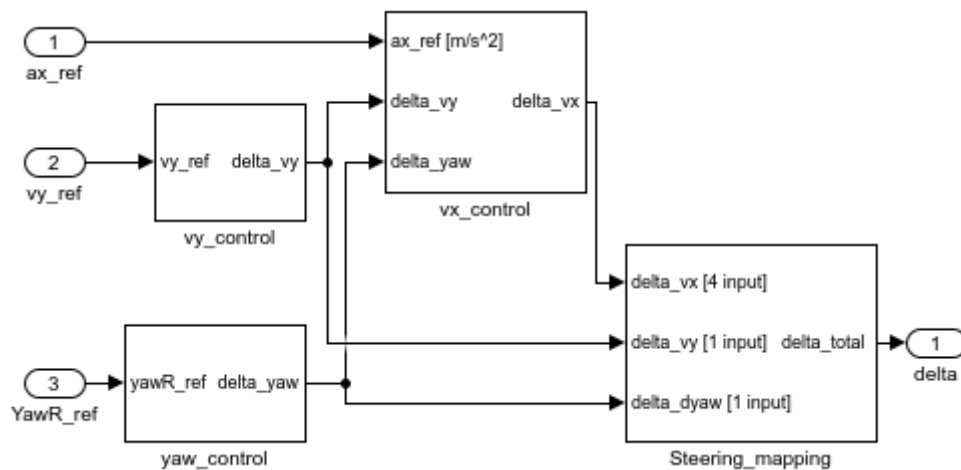 1
ax_ref
ax_ref [m/s^2]
delta_vy
delta_vx
delta_yaw
vx_control
2
vy_ref
vy_ref
delta_vy
vy_control
delta_vx [4 input]
delta_vy [1 input]
delta_total
delta_dyaw [1 input]
Steering_mapping
1
delta
3
YawR_ref
yawR_ref
delta_yaw
yaw_control